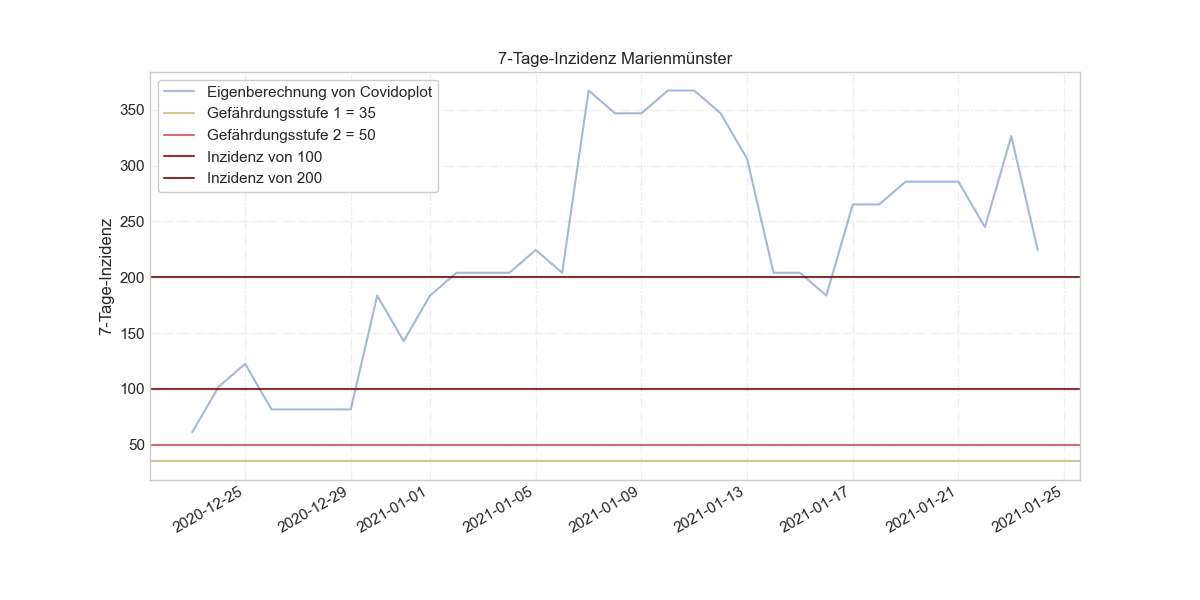 7-Tage-Inzidenz Marienmünster
Eigenberechnung von Covidoplot
Gefährdungsstufe 1 = 35
Gefährdungsstufe 2 = 50
Inzidenz von 100
Inzidenz von 200
7-Tage-Inzidenz
350
300
250
200
150
100
50
2020-12-25
2020-12-29
2021-01-01
2021-01-05
2021-01-09
2021-01-13
2021-01-17
2021-01-21
2021-01-25